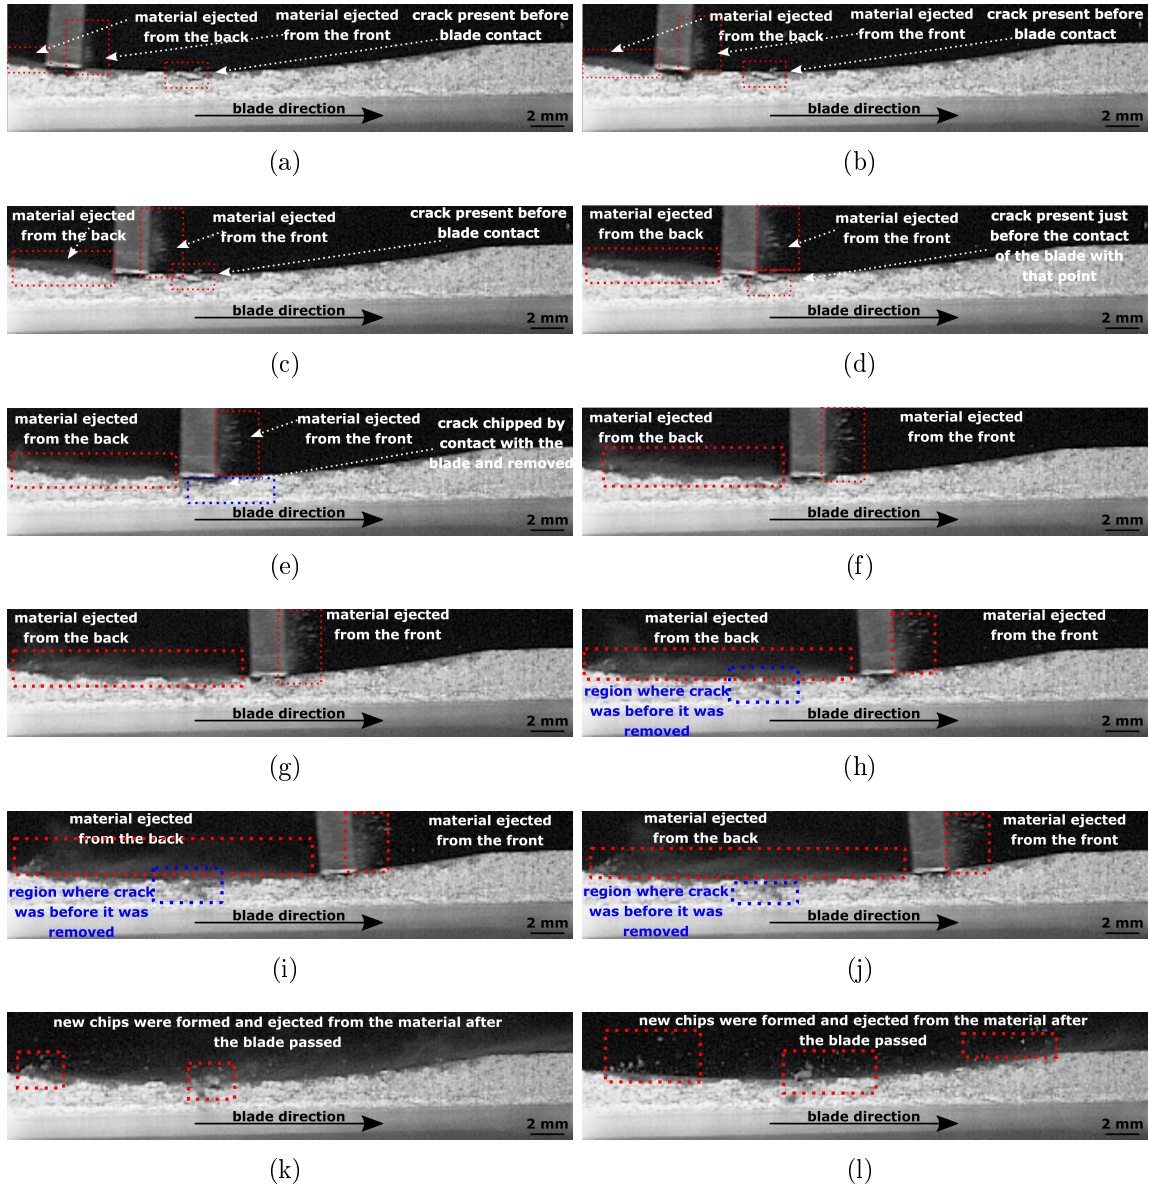 material ejected
from the back
material ejected
from the front
crack present before
blade contact
blade direction
2 mm
(a)
material ejected
from the back
material ejected
from the front
crack present before
blade contact
blade direction
2 mm
(b)
material ejected
from the back
material ejected
from the front
crack present before
blade contact
blade direction
2 mm
(c)
material ejected
from the back
material ejected
from the front
crack present just
before the contact
of the blade with
that point
blade direction
2 mm
(d)
material ejected
from the back
material ejected
from the front
crack chipped by
contact with the
blade and removed
blade direction
2 mm
(e)
material ejected
from the back
material ejected
from the front
blade direction
2 mm
(f)
material ejected
from the back
material ejected
from the front
blade direction
2 mm
(g)
material ejected
from the back
material ejected
from the front
region where crack
was before it was
removed
blade direction
2 mm
(h)
material ejected
from the back
material ejected
from the front
region where crack
was before it was
removed
blade direction
2 mm
(i)
material ejected
from the back
material ejected
from the front
region where crack
was before it was
removed
blade direction
2 mm
(j)
new chips were formed and ejected from the material after
the blade passed
blade direction
2 mm
(k)
new chips were formed and ejected from the material after
the blade passed
blade direction
2 mm
(l)